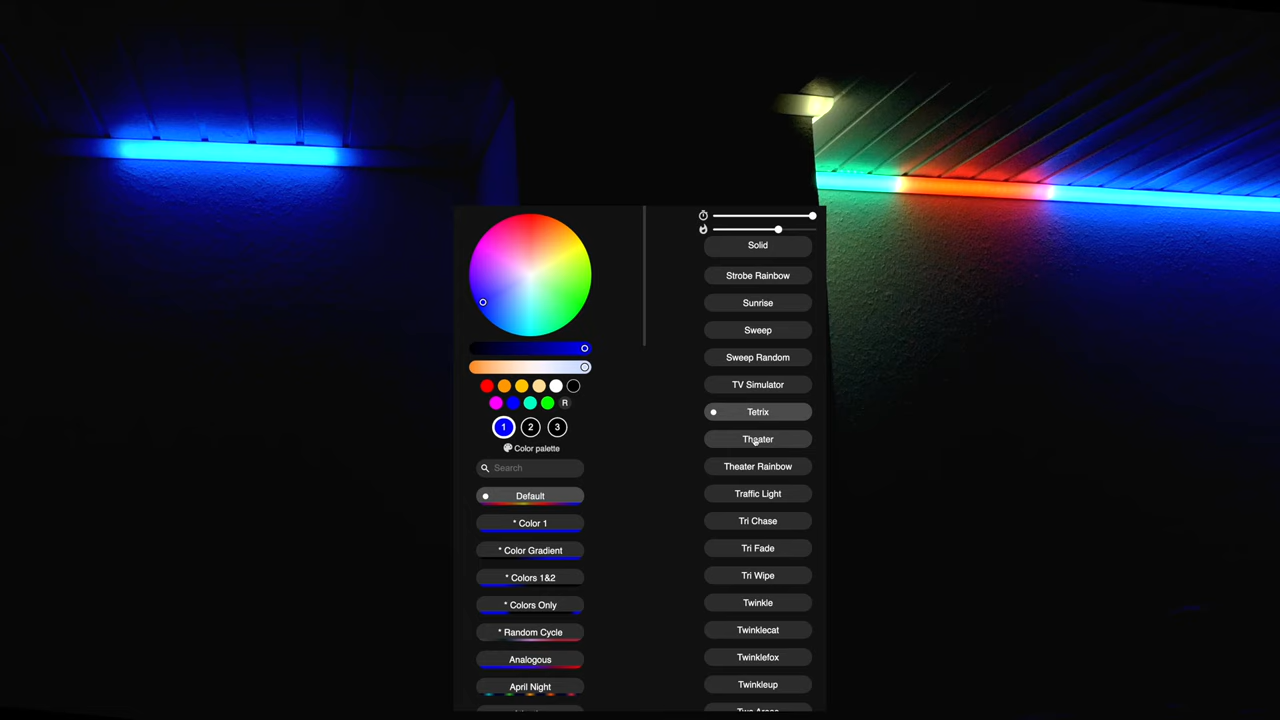 R
1 2 3
Color palette
Search
Default
* Color 1
* Color Gradient
* Colors 1&2
* Colors Only
* Random Cycle
Analogous
April Night
Solid
Strobe Rainbow
Sunrise
Sweep
Sweep Random
TV Simulator
Tetrix
Theater
Theater Rainbow
Traffic Light
Tri Chase
Tri Fade
Tri Wipe
Twinkle
Twinklecat
Twinklefox
Twinkleup